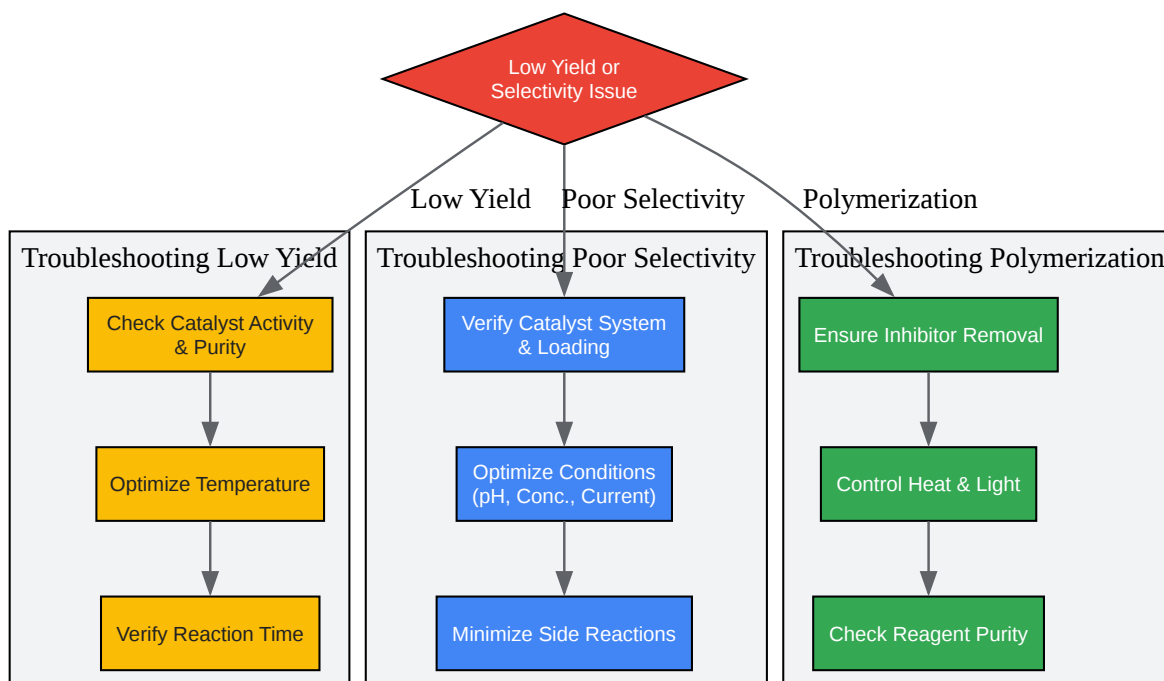 Low Yield or
Selectivity Issue
Low Yield
Poor Selectivity
Polymerization
Troubleshooting Low Yield
Check Catalyst Activity
& Purity
Optimize Temperature
Verify Reaction Time
Troubleshooting Poor Selectivity
Verify Catalyst System
& Loading
Optimize Conditions
(pH, Conc., Current)
Minimize Side Reactions
Troubleshooting Polymerization
Ensure Inhibitor Removal
Control Heat & Light
Check Reagent Purity